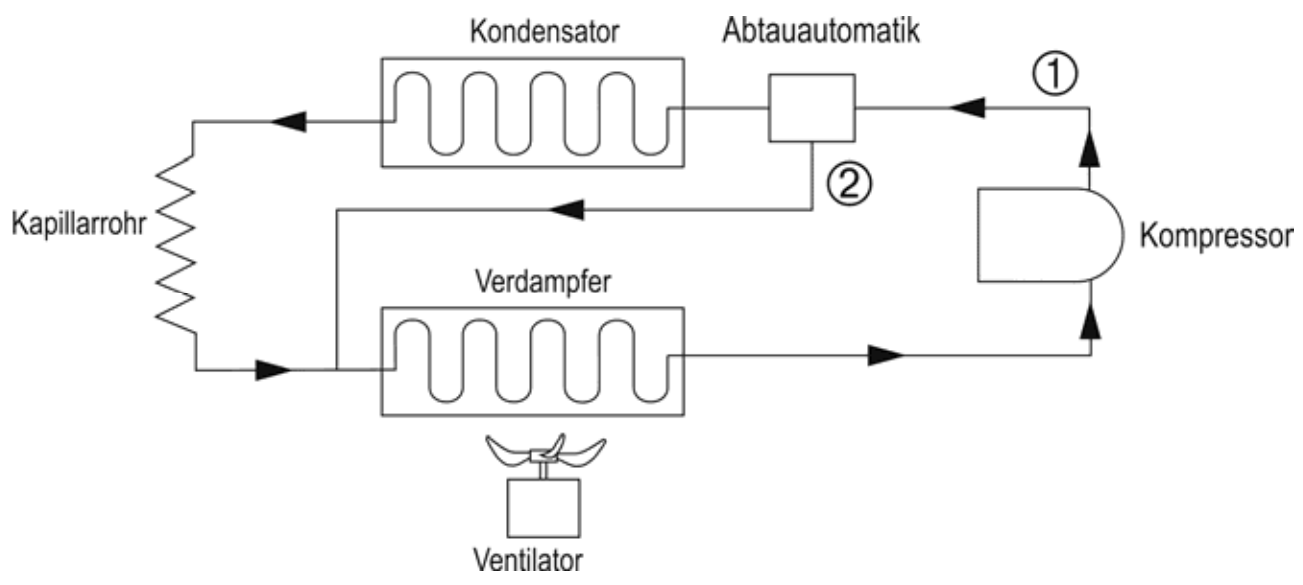 Kondensator
Abtauautomatik
①
②
Kapillarrohr
Kompressor
Verdampfer
Ventilator